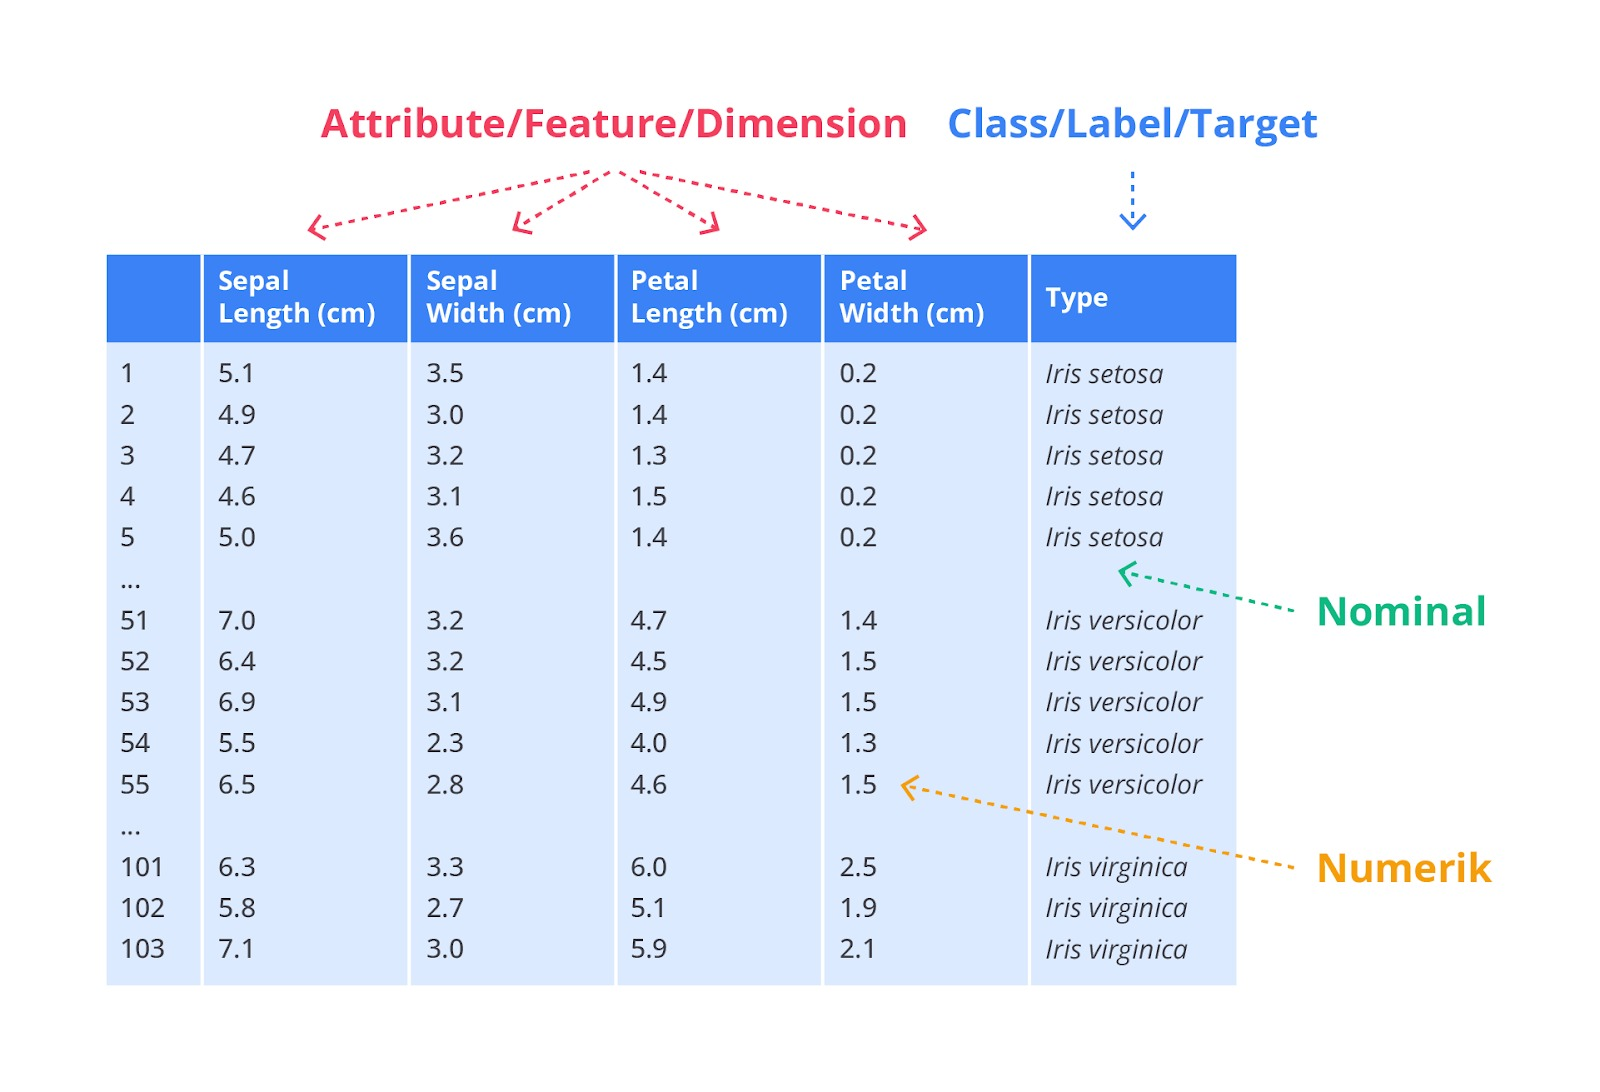 Attribute/Feature/Dimension Class/Label/Target
Sepal Length (cm) Sepal Width (cm) Petal Length (cm) Petal Width (cm) Type
1 5.1 3.5 1.4 0.2 Iris setosa
2 4.9 3.0 1.4 0.2 Iris setosa
3 4.7 3.2 1.3 0.2 Iris setosa
4 4.6 3.1 1.5 0.2 Iris setosa
5 5.0 3.6 1.4 0.2 Iris setosa
...
Nominal
51 7.0 3.2 4.7 1.4 Iris versicolor
52 6.4 3.2 4.5 1.5 Iris versicolor
53 6.9 3.1 4.9 1.5 Iris versicolor
54 5.5 2.3 4.0 1.3 Iris versicolor
55 6.5 2.8 4.6 1.5 Iris versicolor
...
Numerik
101 6.3 3.3 6.0 2.5 Iris virginica
102 5.8 2.7 5.1 1.9 Iris virginica
103 7.1 3.0 5.9 2.1 Iris virginica